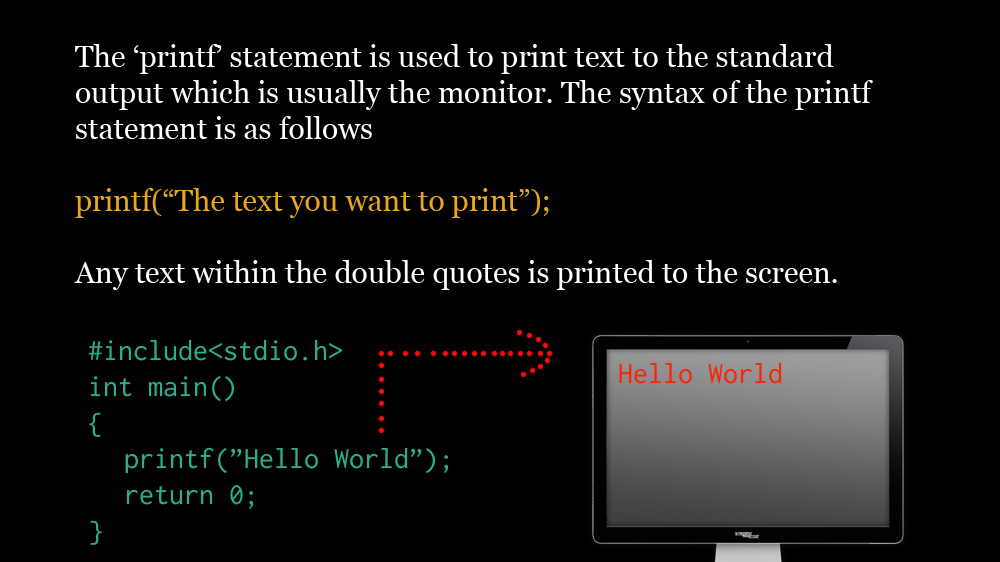 The ‘printf’ statement is used to print text to the standard
output which is usually the monitor. The syntax of the printf
statement is as follows
printf(“The text you want to print”);
Any text within the double quotes is printed to the screen.
#include<stdio.h>
int main()
{
printf(”Hello World”);
return 0;
}
Hello World